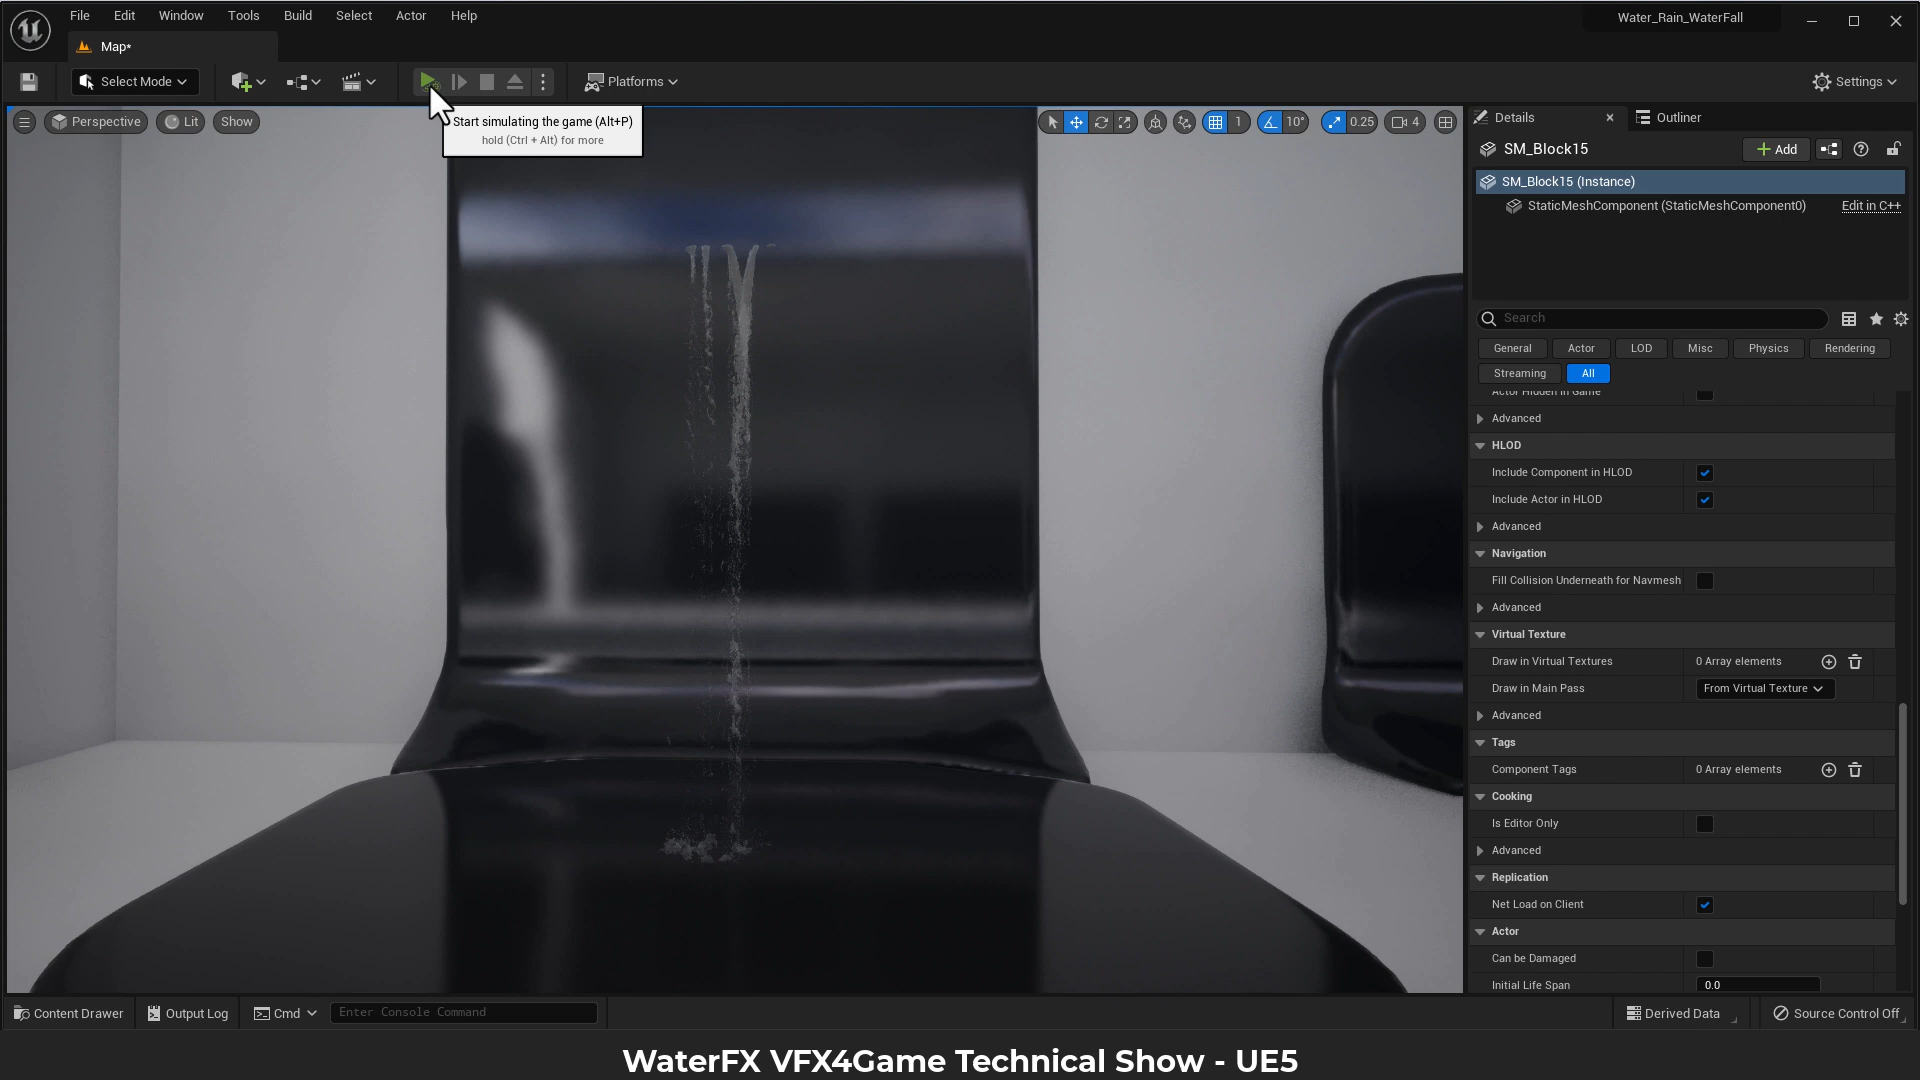 File Edit Window Tools Build Select Actor Help
Water_Rain_WaterFall
Map*
Select Mode
Platforms
Settings
Perspective
Lit
Show
Start simulating the game (Alt+P)
hold (Ctrl + Alt) for more
1
10°
0.25
4
Details
Outliner
SM_Block15
Add
SM_Block15 (Instance)
StaticMeshComponent (StaticMeshComponent0) Edit in C++
Search
General Actor LOD Misc Physics Rendering
Streaming All
Actor Hidden in Game
Advanced
HLOD
Include Component in HLOD
Include Actor in HLOD
Advanced
Navigation
Fill Collision Underneath for Navmesh
Advanced
Virtual Texture
Draw in Virtual Textures 0 Array elements
Draw in Main Pass From Virtual Texture
Advanced
Tags
Component Tags 0 Array elements
Cooking
Is Editor Only
Advanced
Replication
Net Load on Client
Actor
Can be Damaged
Initial Life Span 0.0
Content Drawer
Output Log
Cmd
Enter Console Command
Derived Data
Source Control Off
WaterFX VFX4Game Technical Show - UE5